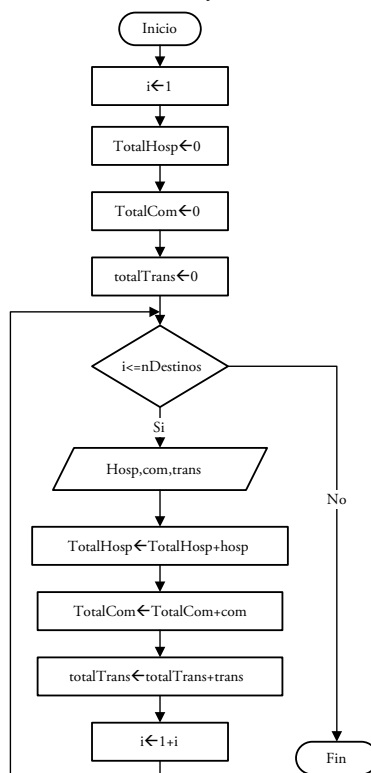 Inicio
i←1
TotalHosp←0
TotalCom←0
totalTrans←0
i<=nDestinos
Si
Hosp,com,trans
No
TotalHosp←TotalHosp+hosp
TotalCom←TotalCom+com
totalTrans←totalTrans+trans
i←1+i
Fin